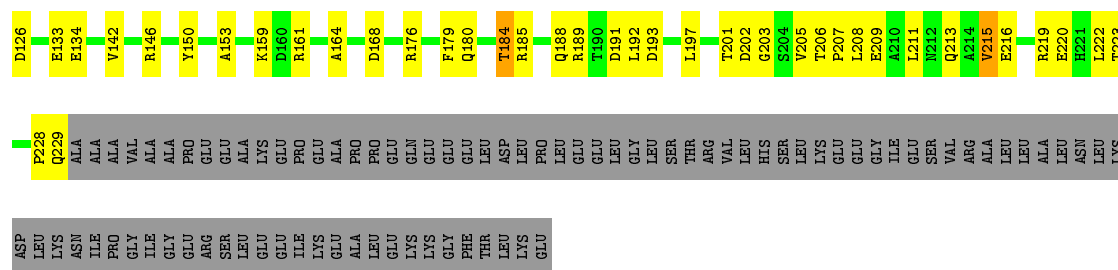 D126 E133 E134 V142 R146 Y150 A153 K159 D160 R161 A164 D168 R176 F179 Q180 T184 R185 Q188 R189 T190 D191 L192 D193 L197 T201 D202 G203 S204 V205 T206 P207 L208 E209 A210 L211 N212 Q213 A214 V215 E216 R219 E220 H221 L222 T223
P228 Q229 ALA ALA ALA VAL ALA ALA PRO GLU GLU ALA LYS GLU PRO GLU ALA PRO PRO GLU GLN GLU GLU GLU LEU ASP LEU PRO LEU GLU GLU LEU GLY LEU SER THR ARG VAL LEU HIS SER LEU LYS GLU GLU GLY ILE GLU SER VAL ARG ALA LEU LEU ALA LEU ASN LEU LYS
ASP LEU LYS ASN ILE PRO GLY ILE GLY GLU ARG SER LEU GLU GLU ILE LYS GLU ALA LEU GLU LYS LYS GLY PHE THR LEU LYS GLU